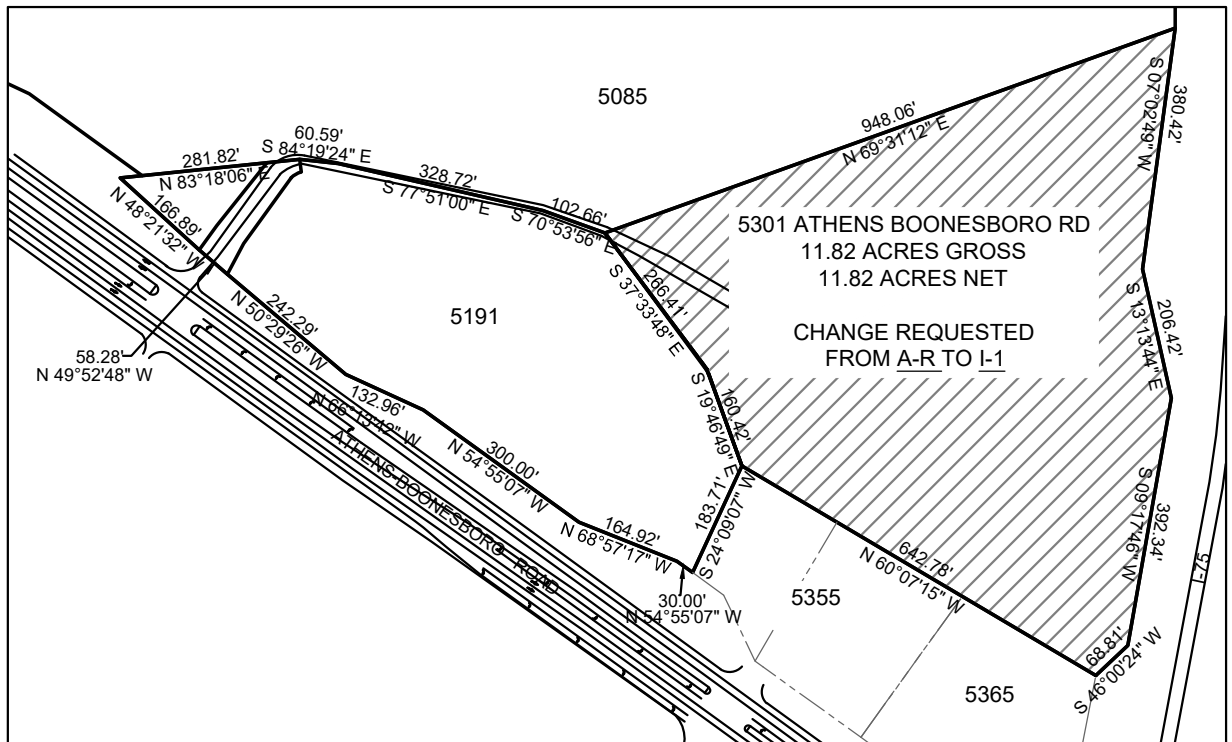 5085
60.59'
S 84°19'24" E
281.82'
N 83°18'06" E
328.72'
S 77°51'00" E
102.66'
S 70°53'56" E
948.06'
N 69°31'12" E
380.42'
S 07°02'49" W
166.89'
N 48°21'32" W
5301 ATHENS BOONESBORO RD
11.82 ACRES GROSS
11.82 ACRES NET
CHANGE REQUESTED
FROM A-R TO I-1
266.41'
S 37°33'48" E
206.42'
S 13°13'44" E
5191
242.29'
N 50°29'26" W
58.28'
N 49°52'48" W
132.96'
N 66°13'42" W
160.42'
S 19°46'49" E
300.00'
N 54°55'07" W
183.71'
S 24°09'07" W
392.34'
S 09°17'46" W
ATHENS-BOONESBORO ROAD
164.92'
N 68°57'17" W
642.78'
N 60°07'15" W
I-75
30.00'
N 54°55'07" W
5355
68.81'
S 46°00'24" W
5365